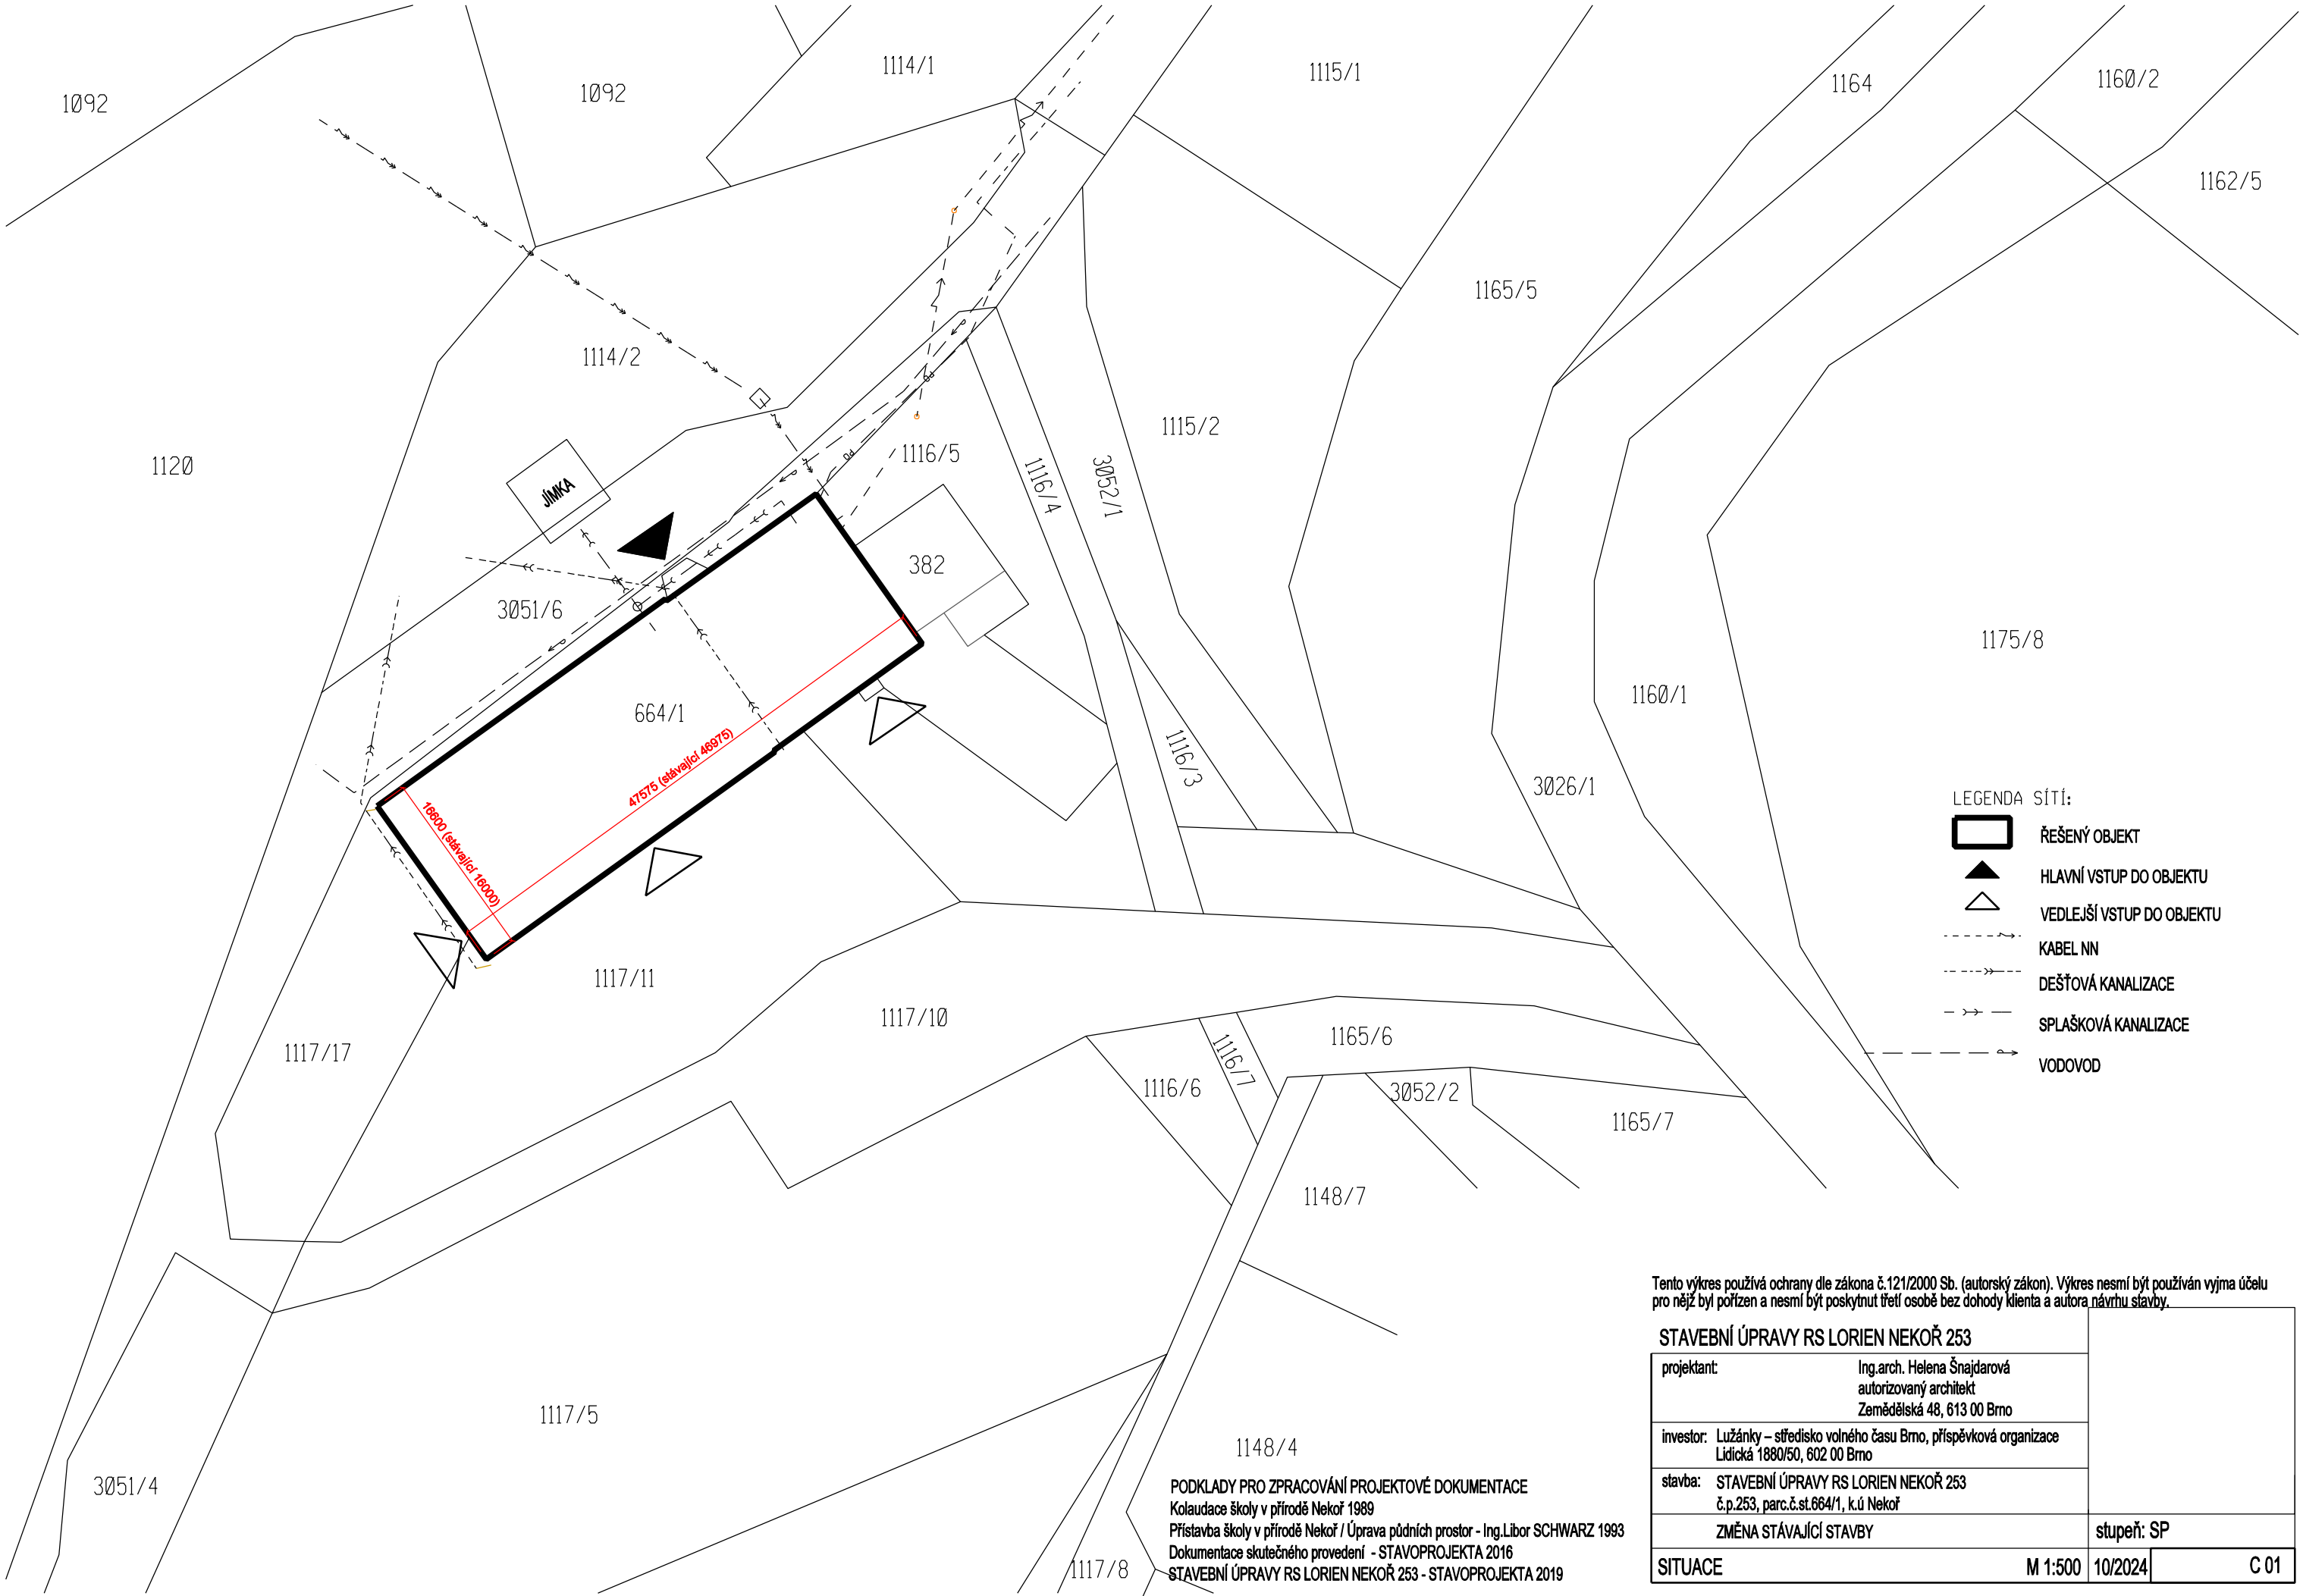 1092
1092
1114/1
1115/1
1164
1160/2
1162/5
1165/5
1114/2
1120
1115/2
1116/5
1116/4
3052/1
JÍMKA
382
3051/6
664/1
1175/8
1160/1
47575 (stávající 46975)
16600 (stávající 16000)
1116/3
3026/1
LEGENDA SÍTÍ:
ŘEŠENÝ OBJEKT
HLAVNÍ VSTUP DO OBJEKTU
VEDLEJŠÍ VSTUP DO OBJEKTU
KABEL NN
DEŠŤOVÁ KANALIZACE
SPLAŠKOVÁ KANALIZACE
VODOVOD
1117/11
1117/10
1117/17
1165/6
1116/7
1116/6
3052/2
1165/7
1148/7
1117/5
1148/4
3051/4
1117/8
PODKLADY PRO ZPRACOVÁNÍ PROJEKTOVÉ DOKUMENTACE
Kolaudace školy v přírodě Nekoř 1989
Přístavba školy v přírodě Nekoř / Úprava půdních prostor - Ing.Libor SCHWARZ 1993
Dokumentace skutečného provedení - STAVOPROJEKTA 2016
STAVEBNÍ ÚPRAVY RS LORIEN NEKOŘ 253 - STAVOPROJEKTA 2019
Tento výkres používá ochrany dle zákona č.121/2000 Sb. (autorský zákon). Výkres nesmí být používán vyjma účelu
pro nějž byl pořízen a nesmí být poskytnut třetí osobě bez dohody klienta a autora návrhu stavby.
STAVEBNÍ ÚPRAVY RS LORIEN NEKOŘ 253
projektant: Ing.arch. Helena Šnajdarová
autorizovaný architekt
Zemědělská 48, 613 00 Brno
investor: Lužánky – středisko volného času Brno, příspěvková organizace
Lidická 1880/50, 602 00 Brno
stavba: STAVEBNÍ ÚPRAVY RS LORIEN NEKOŘ 253
č.p.253, parc.č.st.664/1, k.ú Nekoř
ZMĚNA STÁVAJÍCÍ STAVBY
stupeň: SP
SITUACE M 1:500 10/2024 C 01